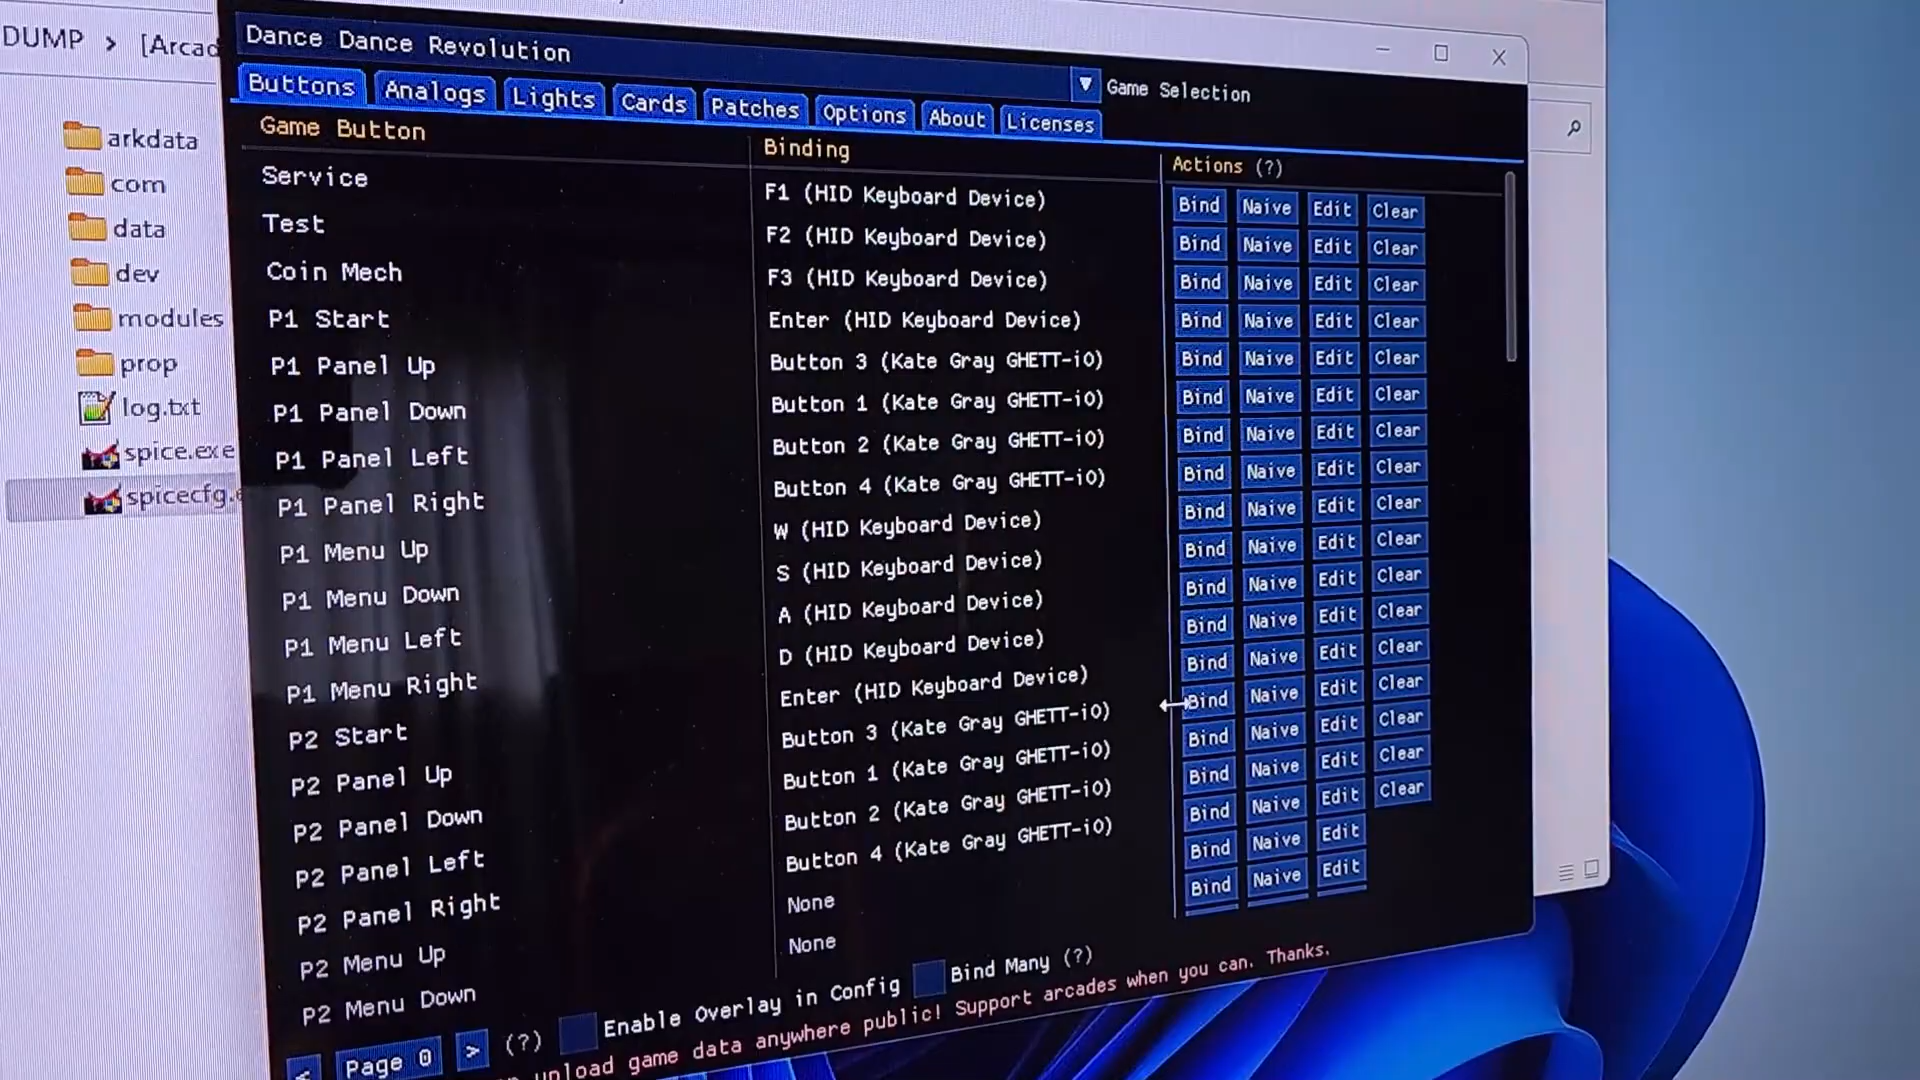 DUMP > [Arcad
arkdata
com
data
dev
modules
prop
log.txt
spice.exe
spicecfg.e
Dance Dance Revolution
Game Selection
Buttons Analogs Lights Cards Patches Options About Licenses
Game Button Binding Actions (?)
Service F1 (HID Keyboard Device) Bind Naive Edit Clear
Test F2 (HID Keyboard Device) Bind Naive Edit Clear
Coin Mech F3 (HID Keyboard Device) Bind Naive Edit Clear
P1 Start Enter (HID Keyboard Device) Bind Naive Edit Clear
P1 Panel Up Button 3 (Kate Gray GHETT-iO) Bind Naive Edit Clear
P1 Panel Down Button 1 (Kate Gray GHETT-iO) Bind Naive Edit Clear
P1 Panel Left Button 2 (Kate Gray GHETT-iO) Bind Naive Edit Clear
P1 Panel Right Button 4 (Kate Gray GHETT-iO) Bind Naive Edit Clear
P1 Menu Up W (HID Keyboard Device) Bind Naive Edit Clear
P1 Menu Down S (HID Keyboard Device) Bind Naive Edit Clear
P1 Menu Left A (HID Keyboard Device) Bind Naive Edit Clear
P1 Menu Right D (HID Keyboard Device) Bind Naive Edit Clear
P2 Start Enter (HID Keyboard Device) Bind Naive Edit Clear
P2 Panel Up Button 3 (Kate Gray GHETT-iO) Bind Naive Edit Clear
P2 Panel Down Button 1 (Kate Gray GHETT-iO) Bind Naive Edit Clear
P2 Panel Left Button 2 (Kate Gray GHETT-iO) Bind Naive Edit Clear
P2 Panel Right Button 4 (Kate Gray GHETT-iO) Bind Naive Edit Clear
P2 Menu Up None Bind Naive Edit
P2 Menu Down None Bind Naive Edit
< Page 0 > (?) Enable Overlay in Config Bind Many (?)
upload game data anywhere public! Support arcades when you can. Thanks.